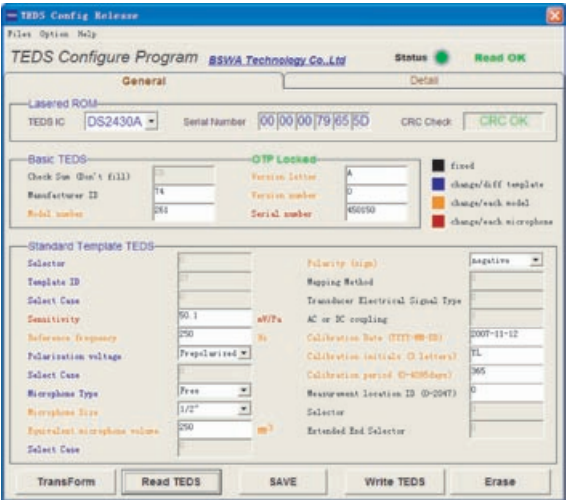 TEDS Config Release
Files Option Help
TEDS Configure Program BSWA Technology Co.,Ltd Status Read OK
General Detail
Lasered ROM
TEDS IC DS2430A Serial Number 00 00 00 79 65 5D CRC Check CRC OK
Basic TEDS OTP Locked
Check Sum (Don't fill) Version letter A
Manufacturer ID 74 Version number 0
Model number 261 Serial number 450150
fixed
change/diff template
change/each model
change/each microphone
Standard Template TEDS
Selector Polarity (sign) negative
Template ID Mapping Method
Select Case Transducer Electrical Signal Type
Sensitivity 50.1 mV/Pa AC or DC coupling
Reference frequency 250 Hz Calibration Date (YYYY-MM-DD) 2007-11-12
Polarization voltage Prepolarized Calibration initials (3 letters) YL
Select Case Calibration period (0-4095days) 365
Microphone Type Free Measurement location ID (0-2047) 0
Microphone Size 1/2" Selector
Equivalent microphone volume 250 mm3 Extended End Selector
Select Case
TransForm Read TEDS SAVE Write TEDS Erase